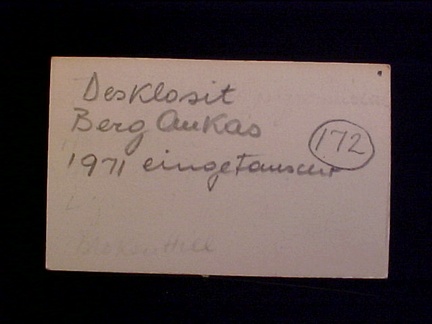 Desklosit
Berg Aukas
172
1971 eingetauscht